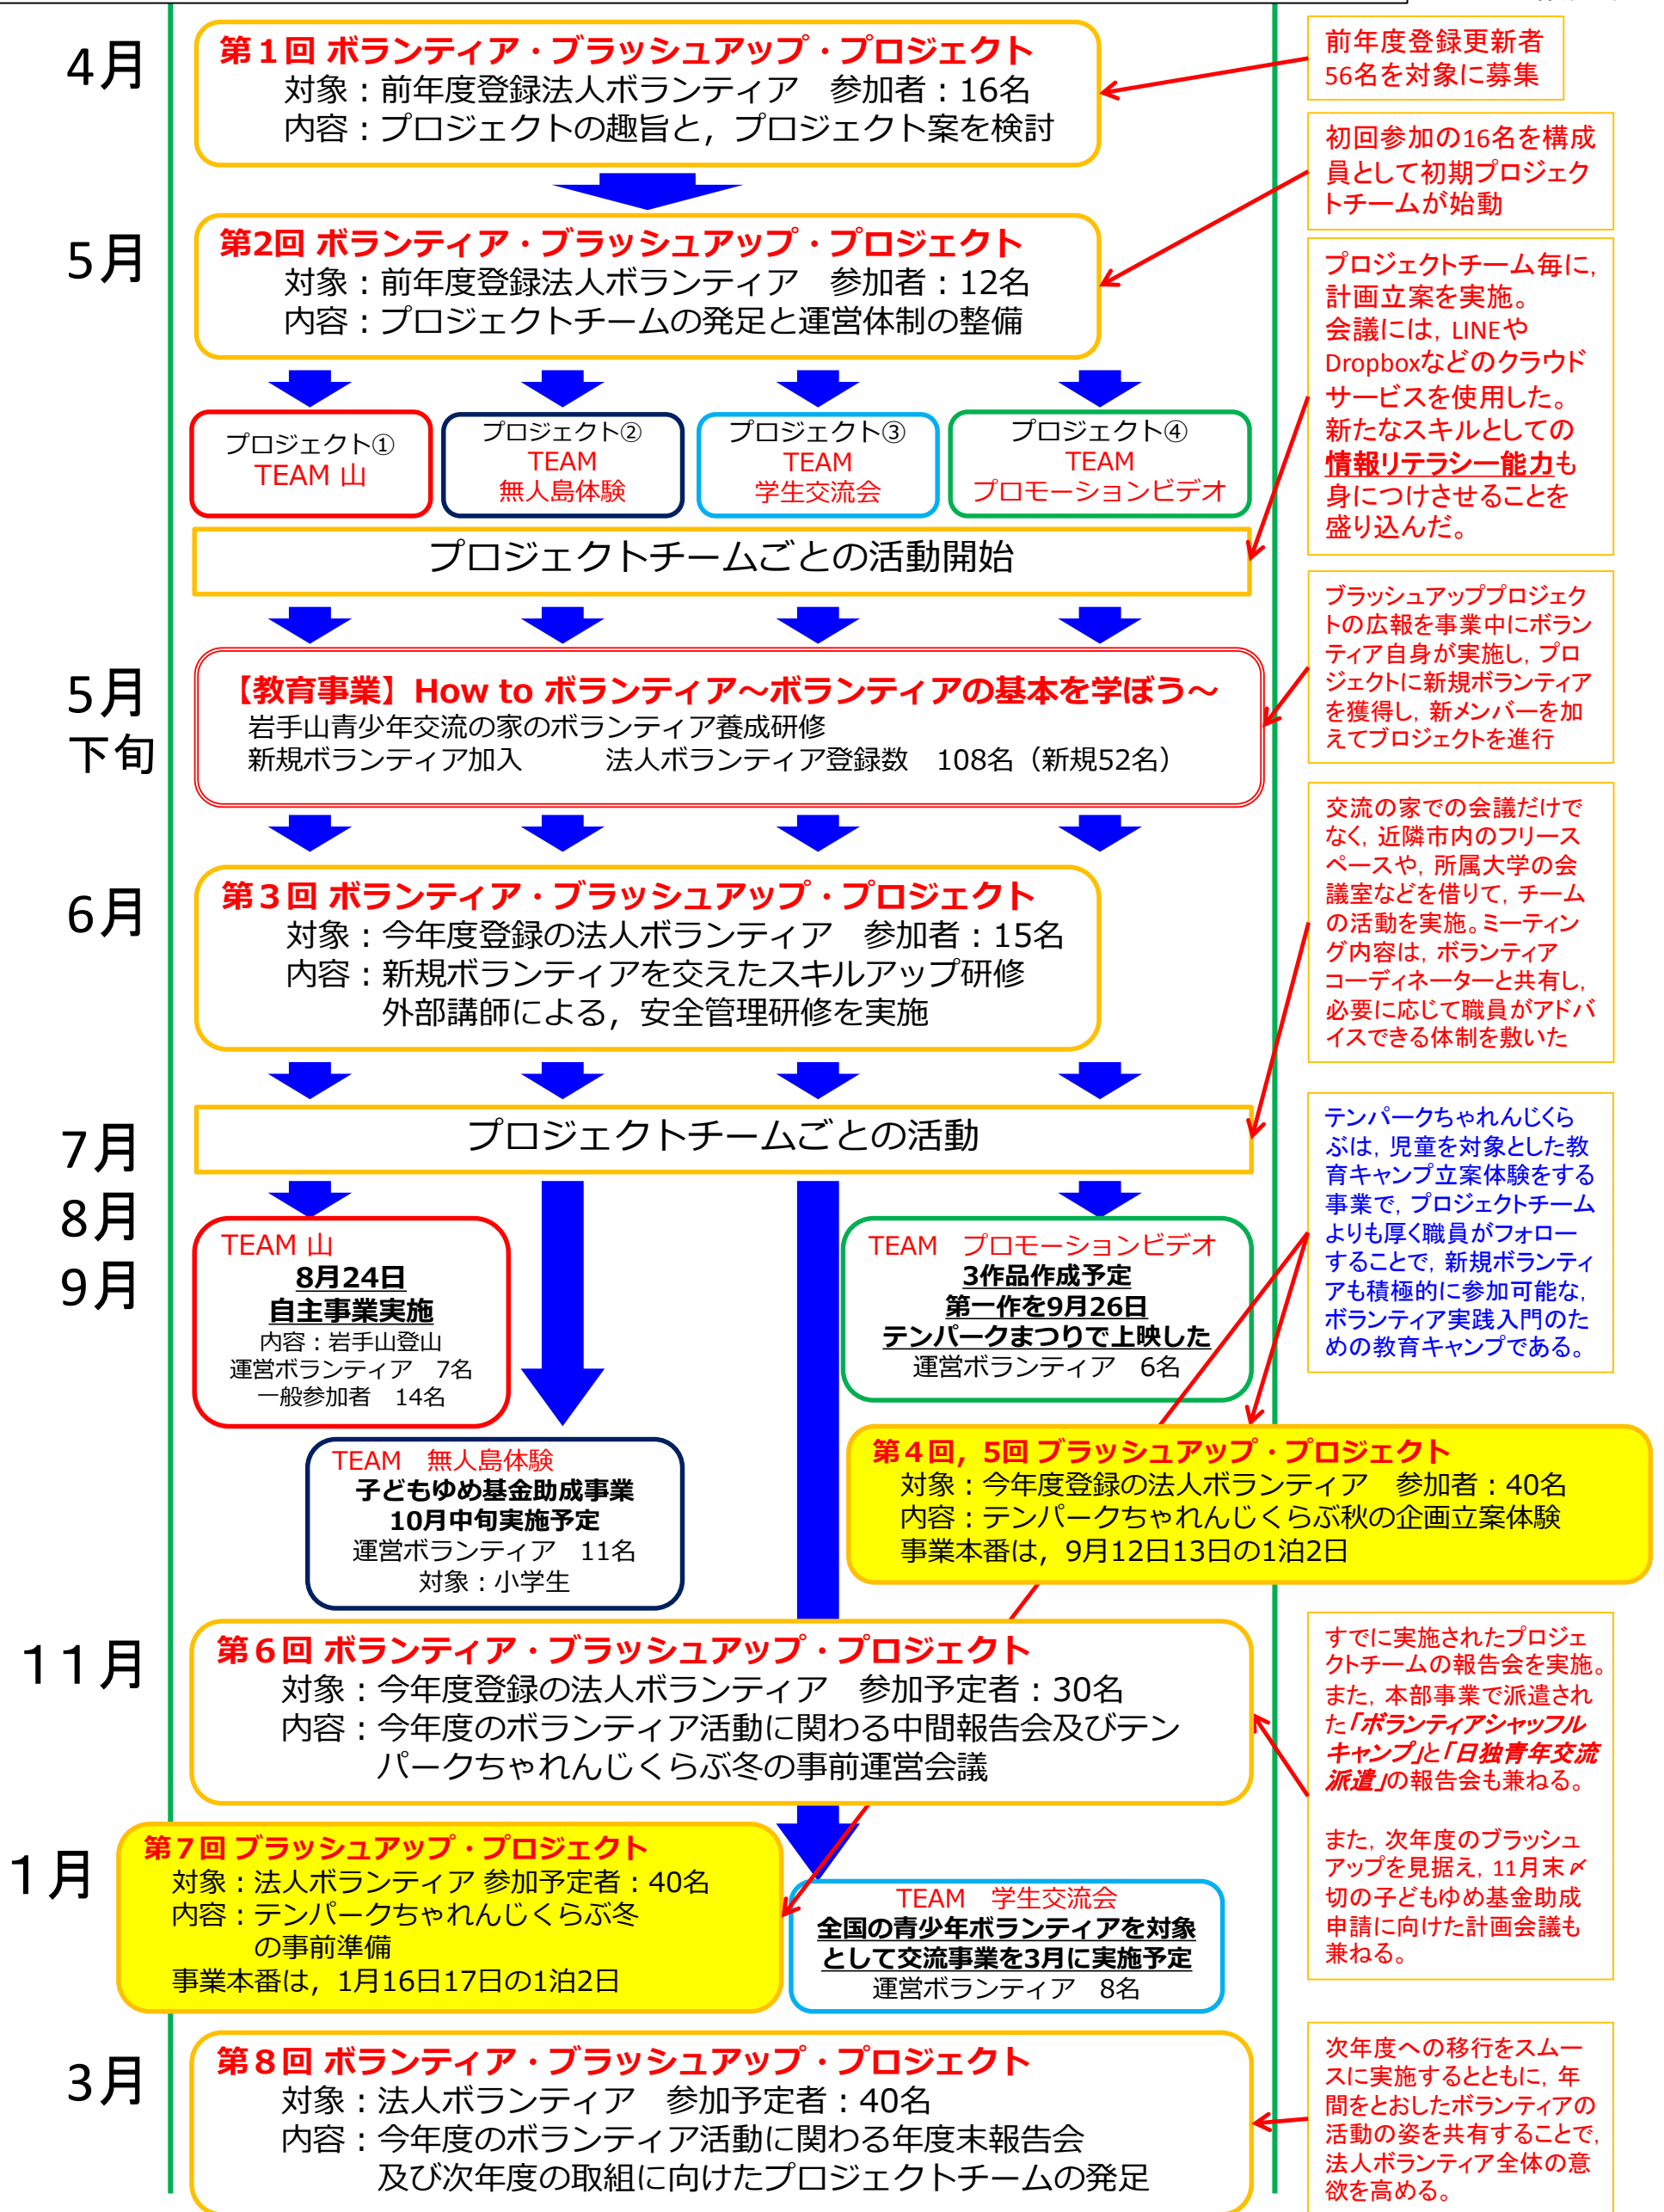 4月
第１回 ボランティア・ブラッシュアップ・プロジェクト
対象：前年度登録法人ボランティア　参加者：16名
内容：プロジェクトの趣旨と，プロジェクト案を検討
前年度登録更新者
56名を対象に募集
初回参加の16名を構成
員として初期プロジェク
トチームが始動
5月
第2回 ボランティア・ブラッシュアップ・プロジェクト
対象：前年度登録法人ボランティア　参加者：12名
内容：プロジェクトチームの発足と運営体制の整備
プロジェクトチーム毎に，
計画立案を実施。
会議には，LINEや
Dropboxなどのクラウド
サービスを使用した。
新たなスキルとしての
情報リテラシー能力も
身につけさせることを
盛り込んだ。
プロジェクト①
TEAM 山
プロジェクト②
TEAM
無人島体験
プロジェクト③
TEAM
学生交流会
プロジェクト④
TEAM
プロモーションビデオ
プロジェクトチームごとの活動開始
ブラッシュアッププロジェク
トの広報を事業中にボラン
ティア自身が実施し，プロ
ジェクトに新規ボランティア
を獲得し，新メンバーを加
えてプロジェクトを進行
5月
下旬
【教育事業】How to ボランティア～ボランティアの基本を学ぼう～
岩手山青少年交流の家のボランティア養成研修
新規ボランティア加入　　　法人ボランティア登録数　108名（新規52名）
交流の家での会議だけで
なく，近隣市内のフリース
ペースや，所属大学の会
議室などを借りて，チーム
の活動を実施。ミーティン
グ内容は，ボランティア
コーディネーターと共有し，
必要に応じて職員がアドバ
イスできる体制を敷いた
6月
第３回 ボランティア・ブラッシュアップ・プロジェクト
対象：今年度登録の法人ボランティア　参加者：15名
内容：新規ボランティアを交えたスキルアップ研修
外部講師による，安全管理研修を実施
7月
8月
9月
プロジェクトチームごとの活動
テンパークちゃれんじくら
ぶは，児童を対象とした教
育キャンプ立案体験をする
事業で，プロジェクトチーム
よりも厚く職員がフォロー
することで，新規ボランティ
アも積極的に参加可能な，
ボランティア実践入門のた
めの教育キャンプである。
TEAM 山
8月24日
自主事業実施
内容：岩手山登山
運営ボランティア　7名
一般参加者　14名
TEAM　プロモーションビデオ
3作品作成予定
第一作を9月26日
テンパークまつりで上映した
運営ボランティア　6名
TEAM　無人島体験
子どもゆめ基金助成事業
10月中旬実施予定
運営ボランティア　11名
対象：小学生
第４回，5回 ブラッシュアップ・プロジェクト
対象：今年度登録の法人ボランティア　参加者：40名
内容：テンパークちゃれんじくらぶ秋の企画立案体験
事業本番は，9月12日13日の1泊2日
11月
第６回 ボランティア・ブラッシュアップ・プロジェクト
対象：今年度登録の法人ボランティア　参加予定者：30名
内容：今年度のボランティア活動に関わる中間報告会及びテン
パークちゃれんじくらぶ冬の事前運営会議
すでに実施されたプロジェ
クトチームの報告会を実施。
また，本部事業で派遣され
た「ボランティアシャッフル
キャンプ」と「日独青年交流
派遣」の報告会も兼ねる。
また，次年度のブラッシュ
アップを見据え，11月末〆
切の子どもゆめ基金助成
申請に向けた計画会議も
兼ねる。
1月
第７回 ブラッシュアップ・プロジェクト
対象：法人ボランティア 参加予定者：40名
内容：テンパークちゃれんじくらぶ冬
の事前準備
事業本番は，1月16日17日の1泊2日
TEAM　学生交流会
全国の青少年ボランティアを対象
として交流事業を3月に実施予定
運営ボランティア　8名
3月
第８回 ボランティア・ブラッシュアップ・プロジェクト
対象：法人ボランティア　参加予定者：40名
内容：今年度のボランティア活動に関わる年度末報告会
及び次年度の取組に向けたプロジェクトチームの発足
次年度への移行をスムー
スに実施するとともに，年
間をとおしたボランティアの
活動の姿を共有することで，
法人ボランティア全体の意
欲を高める。